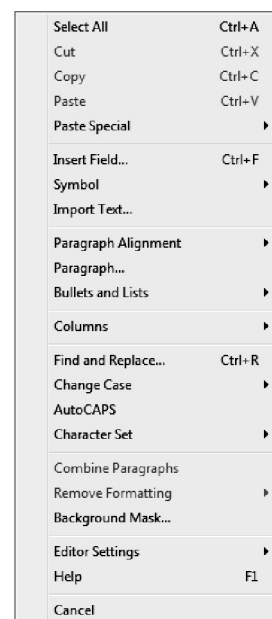 Select All Ctrl+A
Cut Ctrl+X
Copy Ctrl+C
Paste Ctrl+V
Paste Special
Insert Field... Ctrl+F
Symbol
Import Text...
Paragraph Alignment
Paragraph...
Bullets and Lists
Columns
Find and Replace... Ctrl+R
Change Case
AutoCAPS
Character Set
Combine Paragraphs
Remove Formatting
Background Mask...
Editor Settings
Help F1
Cancel